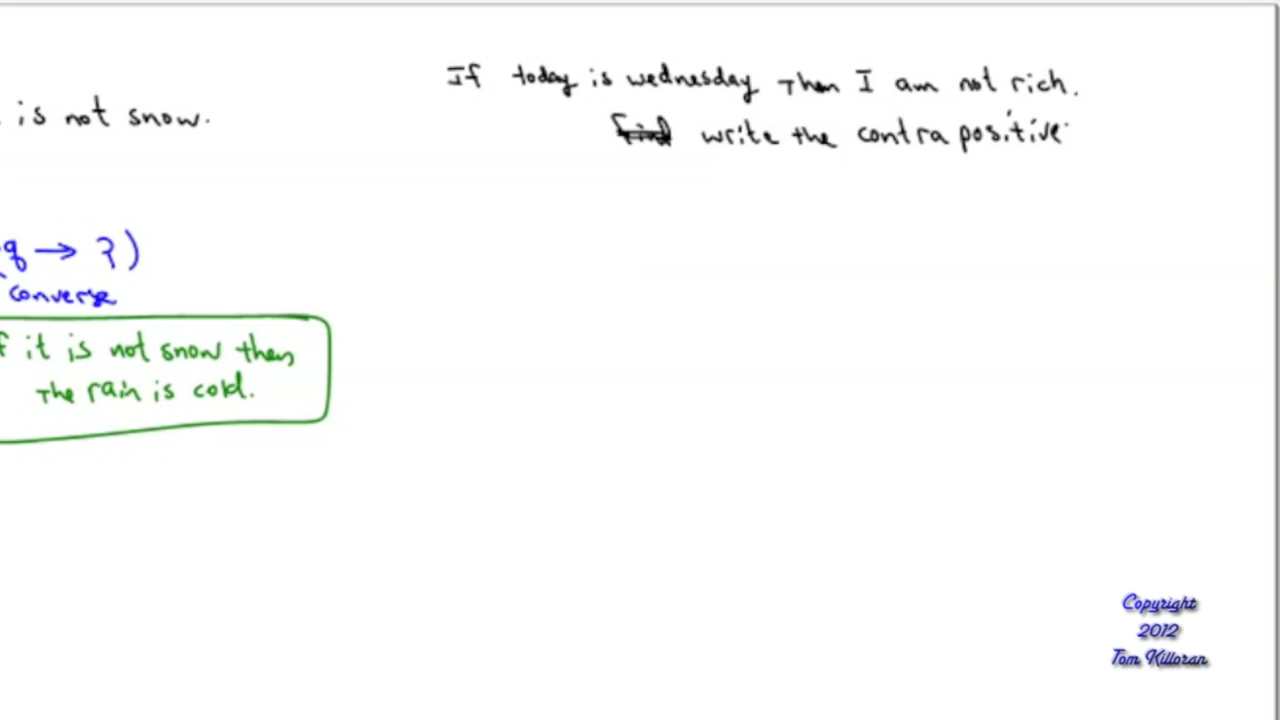 is not snow.
(q → p)
converse
f it is not snow then
The rain is cold.
If today is wednesday Then I am not rich.
write the contrapositive.
Copyright
2012
Tom Killoran